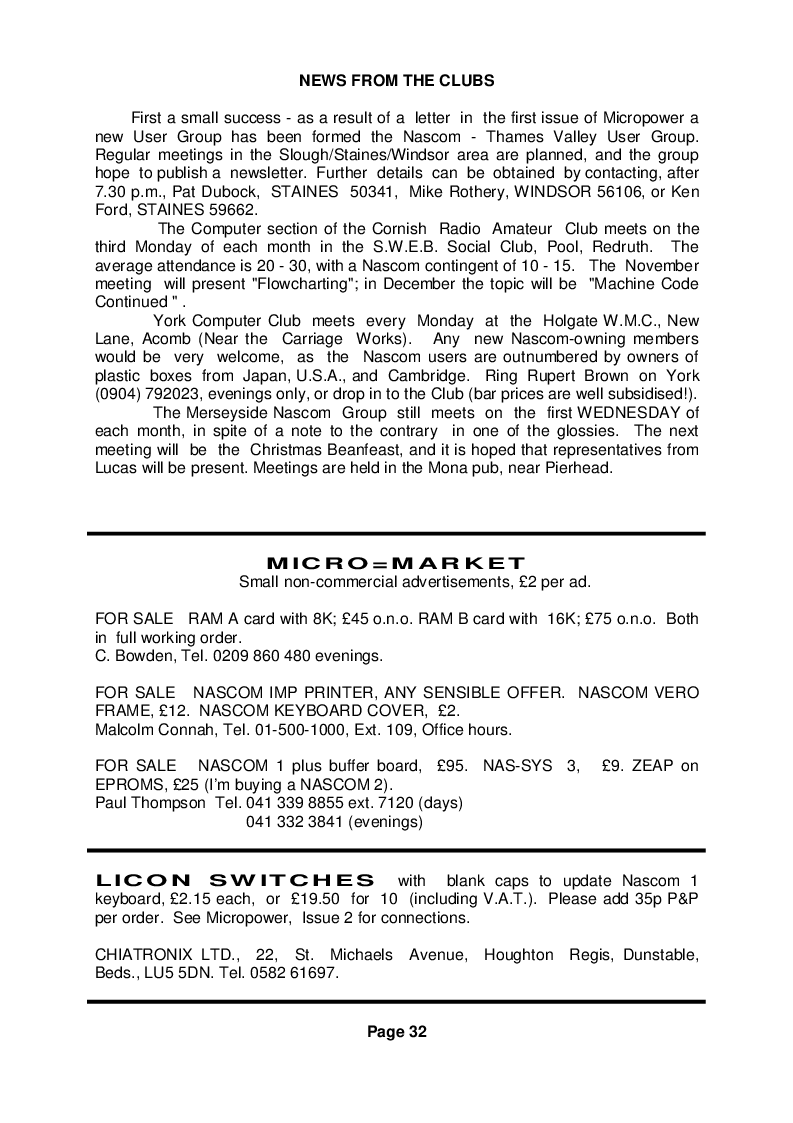 NEWS FROM THE CLUBS
First a small success - as a result of a letter in the first issue of Micropower a
new User Group has been formed the Nascom - Thames Valley User Group.
Regular meetings in the Slough/Staines/Windsor area are planned, and the group
hope to publish a newsletter. Further details can be obtained by contacting, after
7.30 p.m., Pat Dubock, STAINES 50341, Mike Rothery, WINDSOR 56106, or Ken
Ford, STAINES 59662.
The Computer section of the Cornish Radio Amateur Club meets on the
third Monday of each month in the S.W.E.B. Social Club, Pool, Redruth. The
average attendance is 20 - 30, with a Nascom contingent of 10 - 15. The November
meeting will present "Flowcharting"; in December the topic will be "Machine Code
Continued " .
York Computer Club meets every Monday at the Holgate W.M.C., New
Lane, Acomb (Near the Carriage Works). Any new Nascom-owning members
would be very welcome, as the Nascom users are outnumbered by owners of
plastic boxes from Japan, U.S.A., and Cambridge. Ring Rupert Brown on York
(0904) 792023, evenings only, or drop in to the Club (bar prices are well subsidised!).
The Merseyside Nascom Group still meets on the first WEDNESDAY of
each month, in spite of a note to the contrary in one of the glossies. The next
meeting will be the Christmas Beanfeast, and it is hoped that representatives from
Lucas will be present. Meetings are held in the Mona pub, near Pierhead.
MICRO=MARKET
Small non-commercial advertisements, £2 per ad.
FOR SALE RAM A card with 8K; £45 o.n.o. RAM B card with 16K; £75 o.n.o. Both
in full working order.
C. Bowden, Tel. 0209 860 480 evenings.
FOR SALE NASCOM IMP PRINTER, ANY SENSIBLE OFFER. NASCOM VERO
FRAME, £12. NASCOM KEYBOARD COVER, £2.
Malcolm Connah, Tel. 01-500-1000, Ext. 109, Office hours.
FOR SALE NASCOM 1 plus buffer board, £95. NAS-SYS 3, £9. ZEAP on
EPROMS, £25 (I'm buying a NASCOM 2).
Paul Thompson Tel. 041 339 8855 ext. 7120 (days)
041 332 3841 (evenings)
LICON SWITCHES with blank caps to update Nascom 1
keyboard, £2.15 each, or £19.50 for 10 (including V.A.T.). Please add 35p P&P
per order. See Micropower, Issue 2 for connections.
CHIATRONIX LTD., 22, St. Michaels Avenue, Houghton Regis, Dunstable,
Beds., LU5 5DN. Tel. 0582 61697.
Page 32